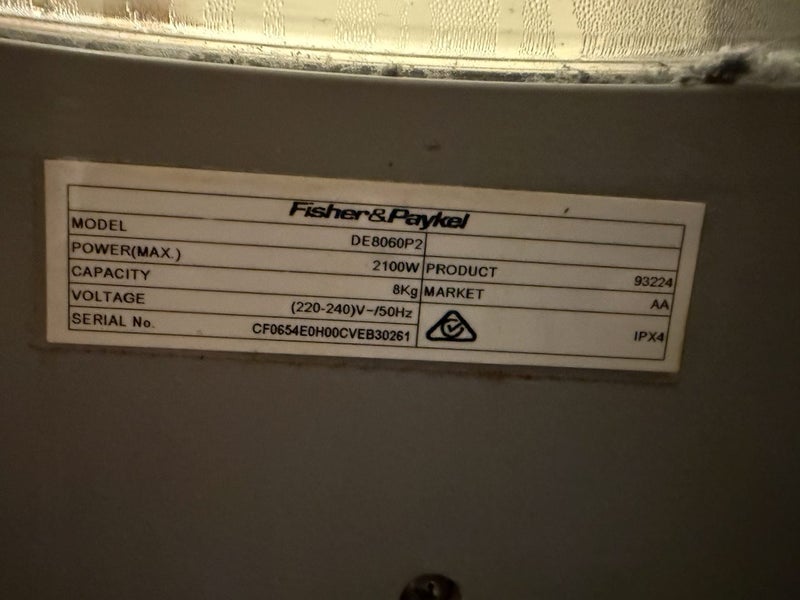 Fisher&Paykel
MODEL DE8060P2
POWER(MAX.) 2100W PRODUCT 93224
CAPACITY 8Kg MARKET AA
VOLTAGE (220-240)V~/50Hz
SERIAL No. CF0654E0H00CVEB30261 IPX4